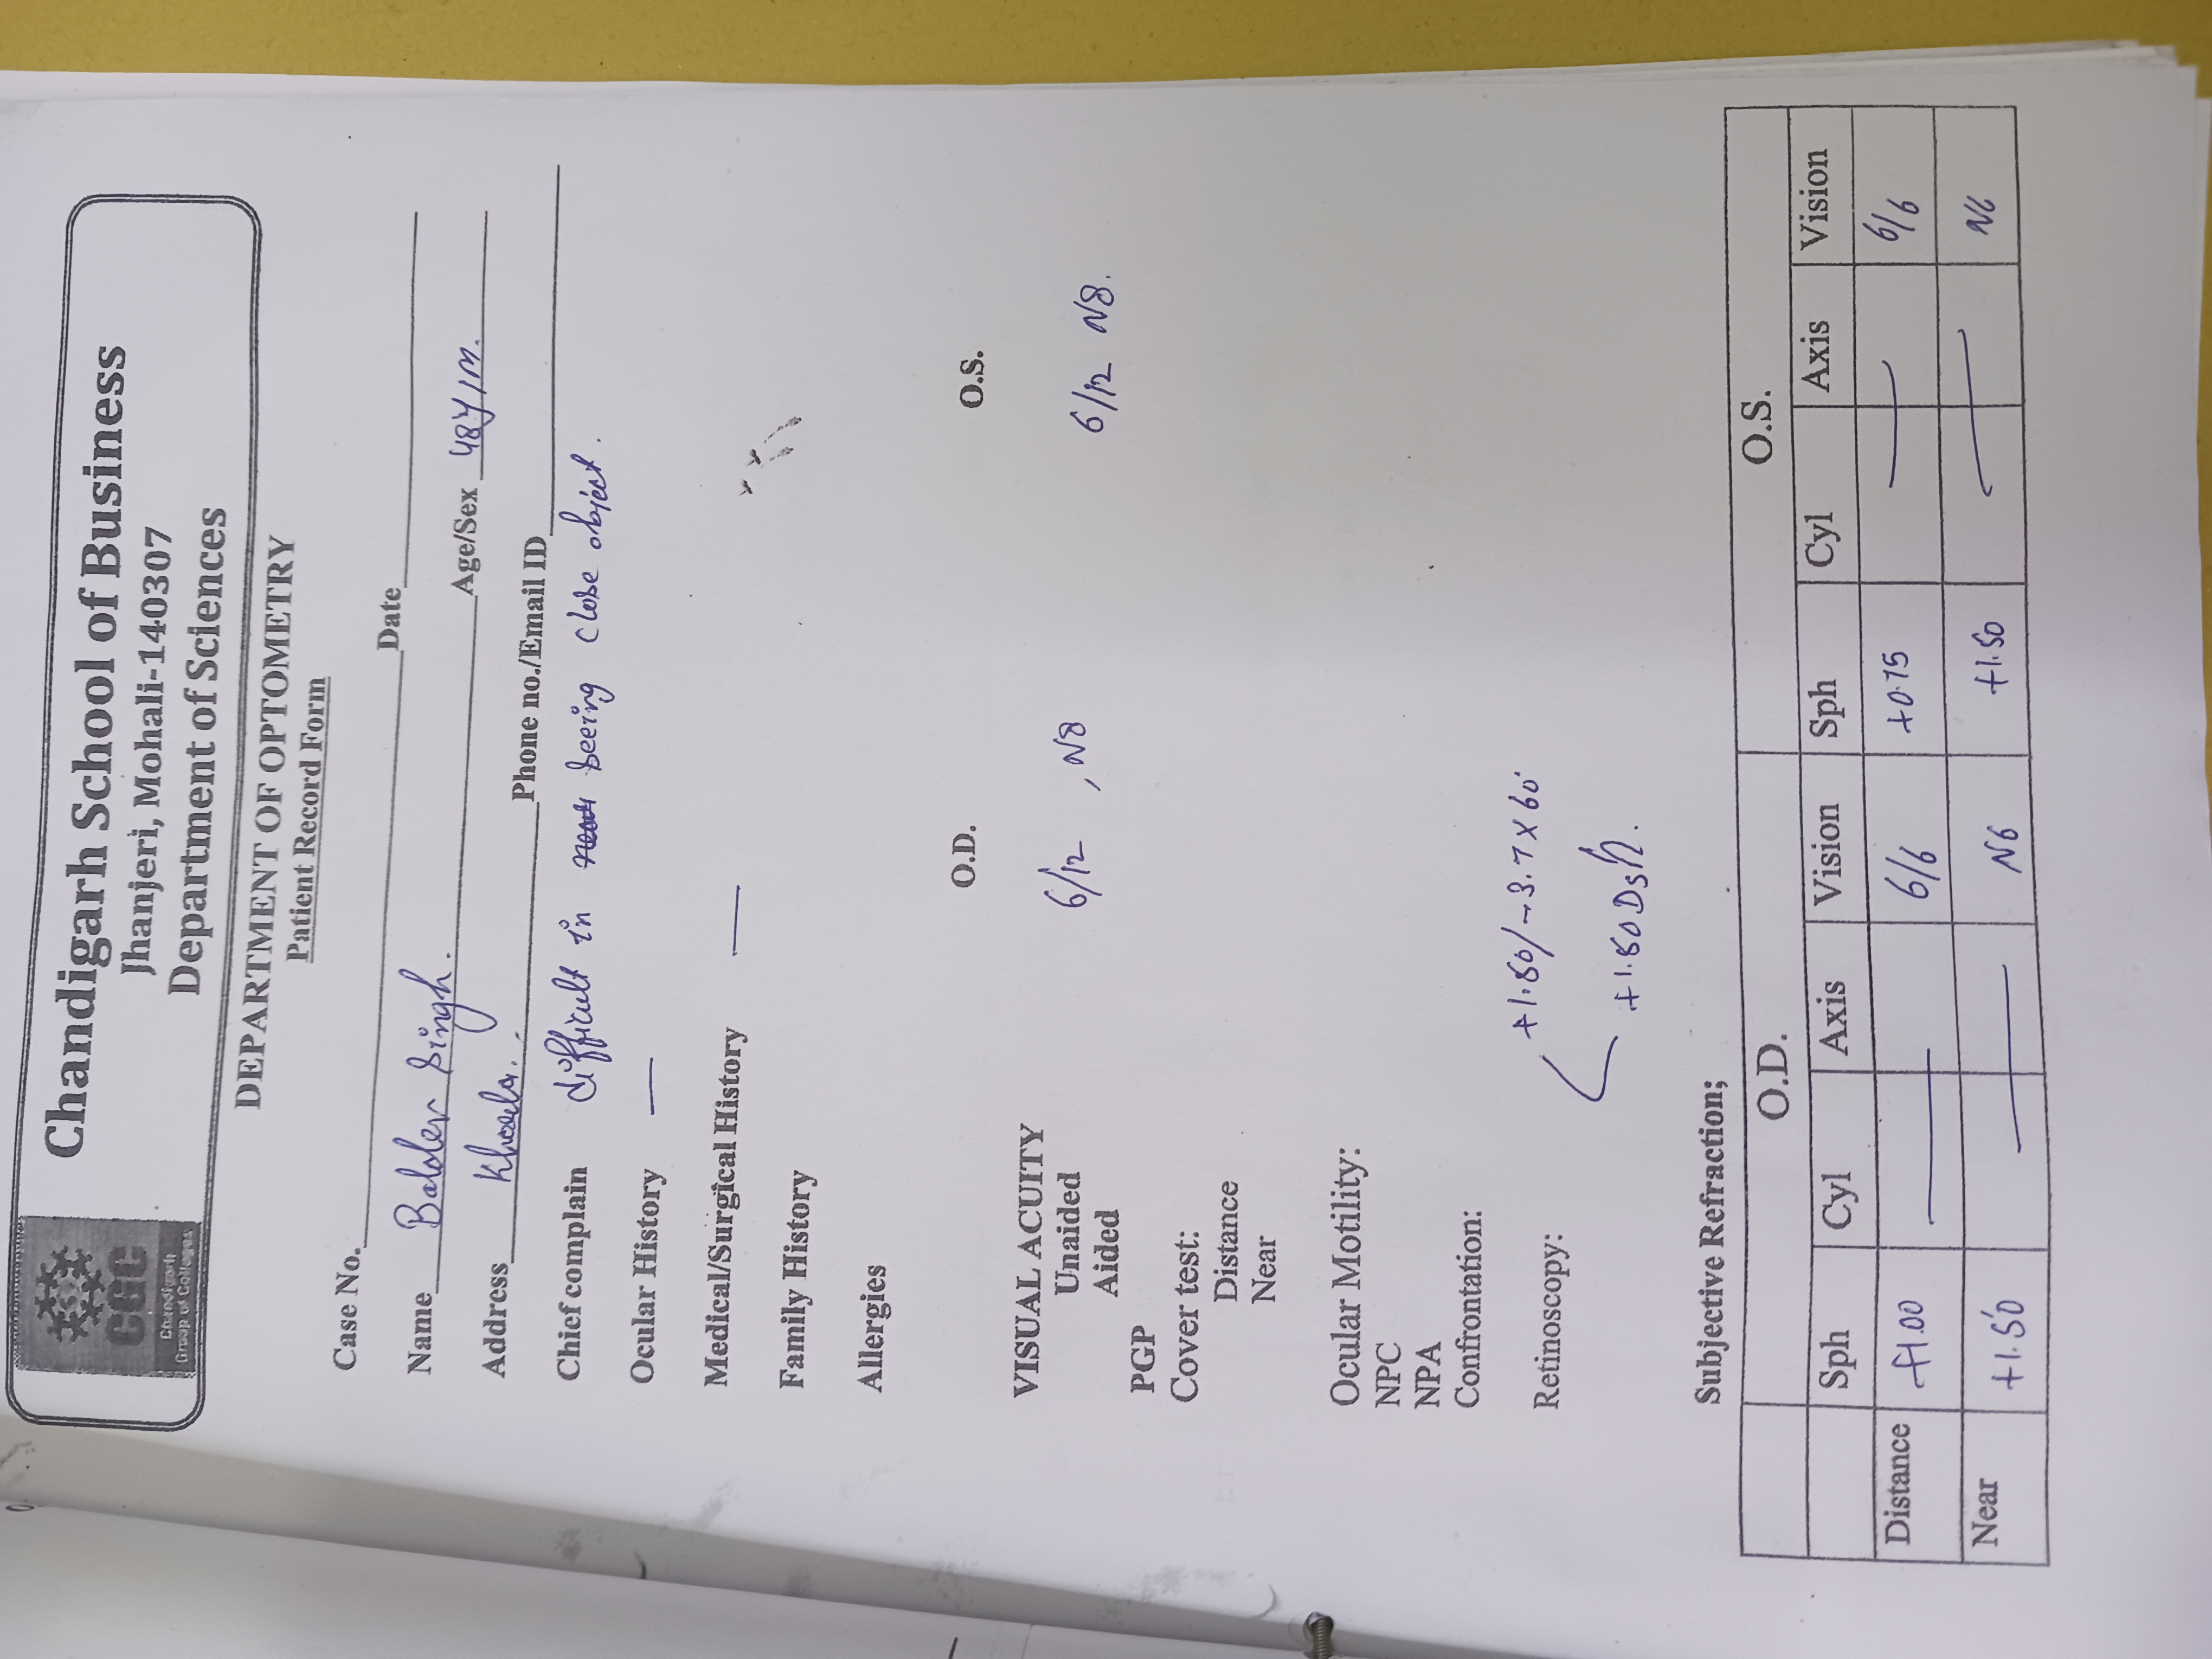 CGC
Chandigarh
Group of Colleges
Chandigarh School of Business
Jhanjeri, Mohali-140307
Department of Sciences
DEPARTMENT OF OPTOMETRY
Patient Record Form
Case No. Date
Name Baldev Singh. Age/Sex 48Y/M.
Address Phone no./Email ID
Chief complain difficult in near seeing close object.
Ocular History —
Medical/Surgical History —
Family History
Allergies
O.D. O.S.
VISUAL ACUITY
Unaided 6/12 , N8 6/12 N8.
Aided
PGP
Cover test:
Distance
Near
Ocular Motility:
NPC
NPA
Confrontation:
+1.50/-3.7 X 60°
Retinoscopy:
+1.50 Dsh.
Subjective Refraction;
O.D. O.S.
Sph Cyl Axis Vision Sph Cyl Axis Vision
Distance +1.00 — 6/6 +0.75 — 6/6
Near +1.50 — N6 +1.50 — N6